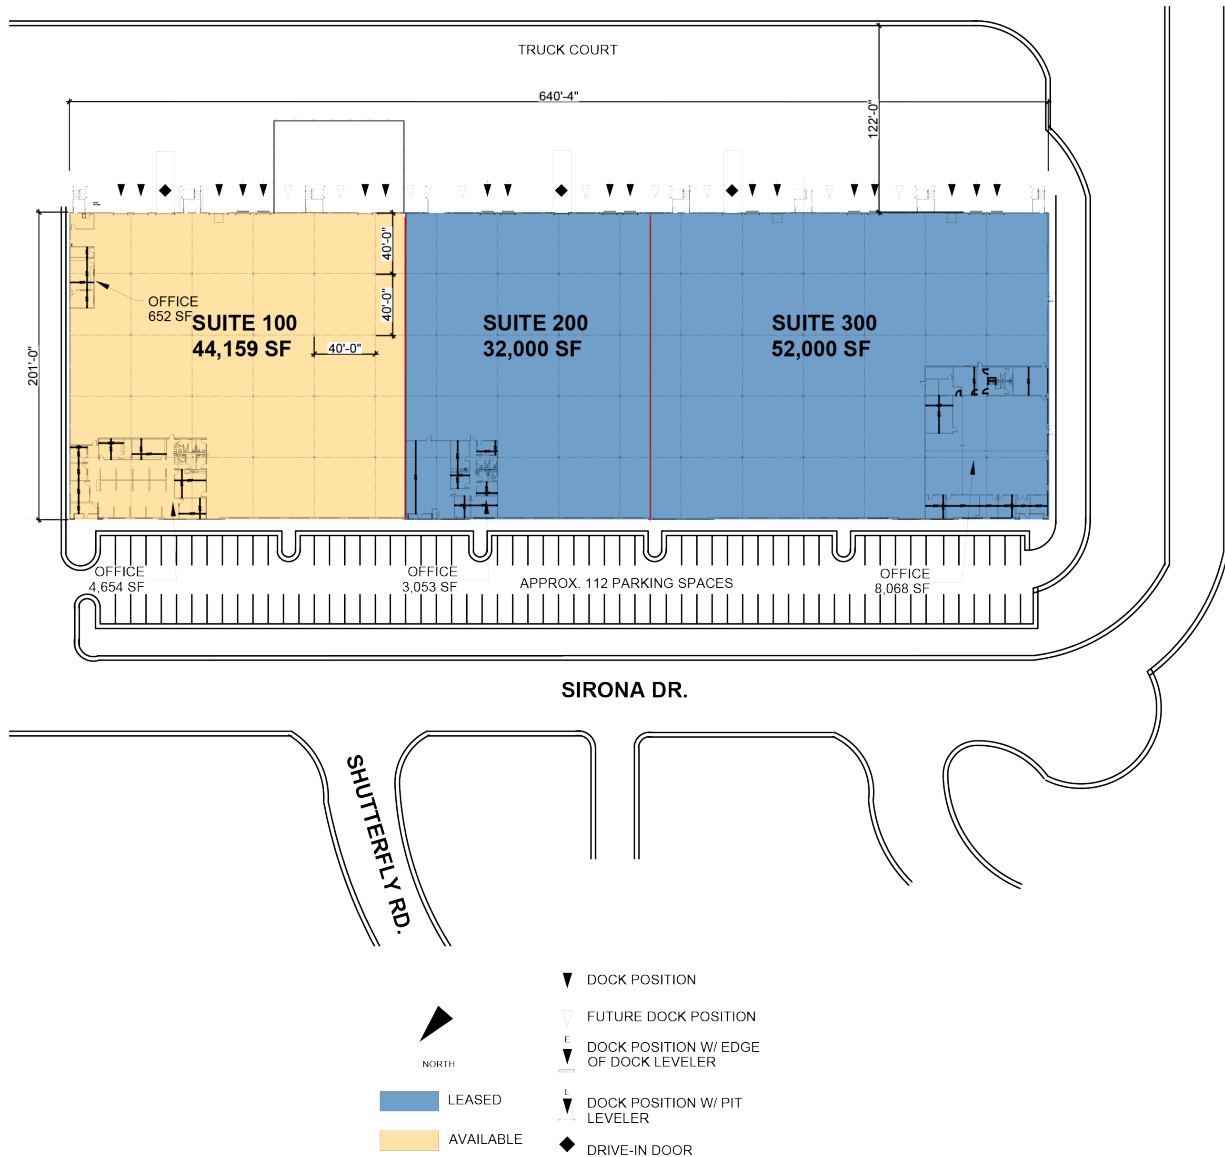 TRUCK COURT
640'-4"
122'-0"
40'-0"
40'-0"
40'-0"
201'-0"
OFFICE
652 SF
SUITE 100
44,159 SF
SUITE 200
32,000 SF
SUITE 300
52,000 SF
OFFICE
4,654 SF
OFFICE
3,053 SF
APPROX. 112 PARKING SPACES
OFFICE
8,068 SF
SIRONA DR.
SHUTTERFLY RD.
NORTH
LEASED
AVAILABLE
DOCK POSITION
FUTURE DOCK POSITION
E
DOCK POSITION W/ EDGE
OF DOCK LEVELER
L
DOCK POSITION W/ PIT
LEVELER
DRIVE-IN DOOR